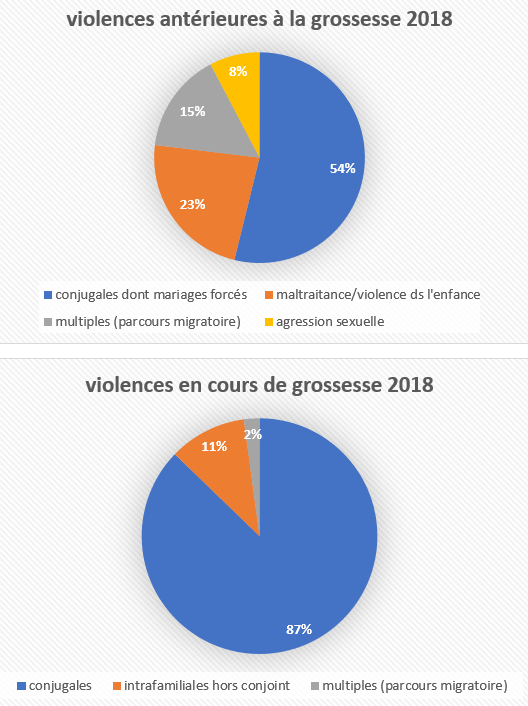 violences antérieures à la grossesse 2018
8%
15%
54%
23%
conjugales dont mariages forcés
maltraitance/violence ds l'enfance
multiples (parcours migratoire)
agression sexuelle
violences en cours de grossesse 2018
2%
11%
87%
conjugales
intrafamiliales hors conjoint
multiples (parcours migratoire)